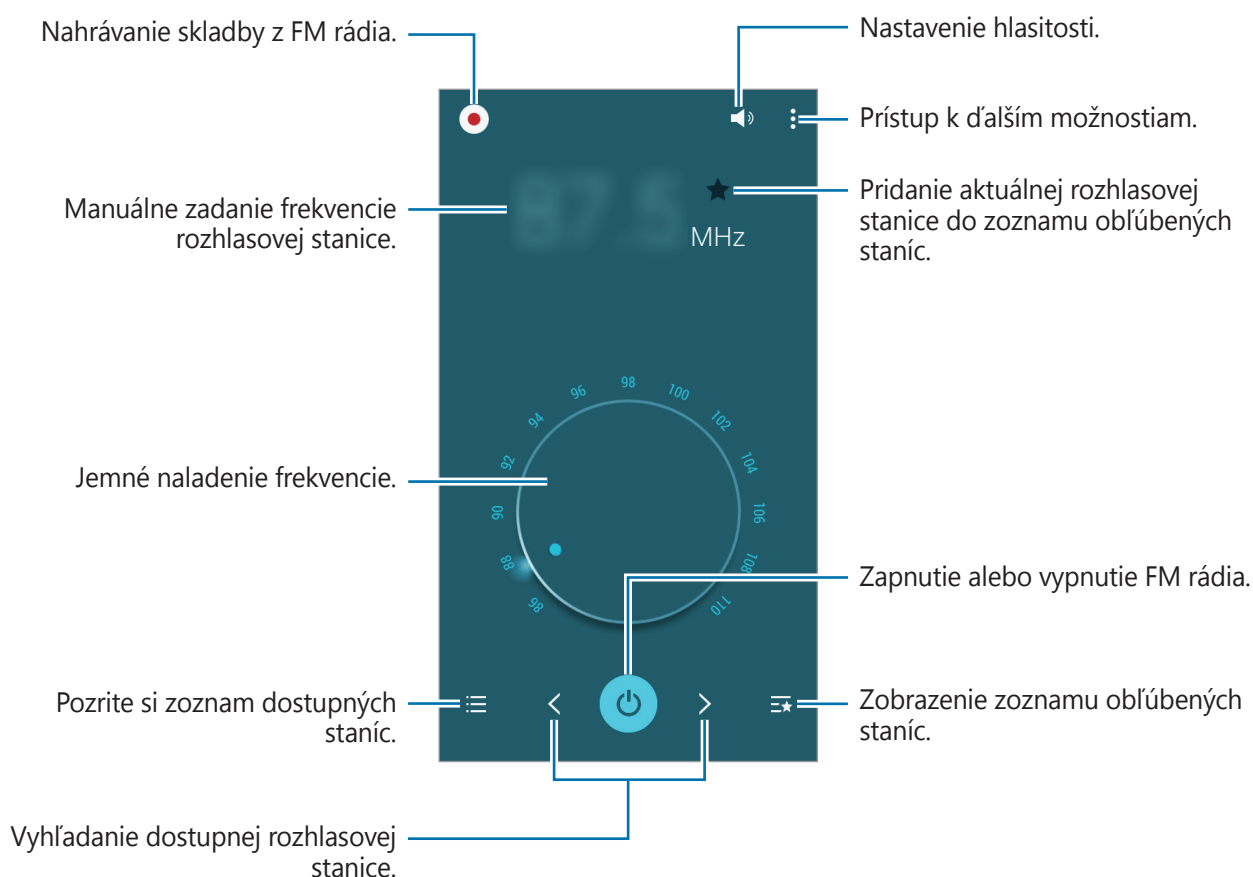 Nahrávanie skladby z FM rádia.
Nastavenie hlasitosti.
Prístup k ďalším možnostiam.
Manuálne zadanie frekvencie
rozhlasovej stanice.
87.5
MHz
Pridanie aktuálnej rozhlasovej
stanice do zoznamu obľúbených
staníc.
86
88
90
92
94
96
98
100
102
104
106
108
110
Jemné naladenie frekvencie.
Zapnutie alebo vypnutie FM rádia.
Pozrite si zoznam dostupných
staníc.
Zobrazenie zoznamu obľúbených
staníc.
Vyhľadanie dostupnej rozhlasovej
stanice.